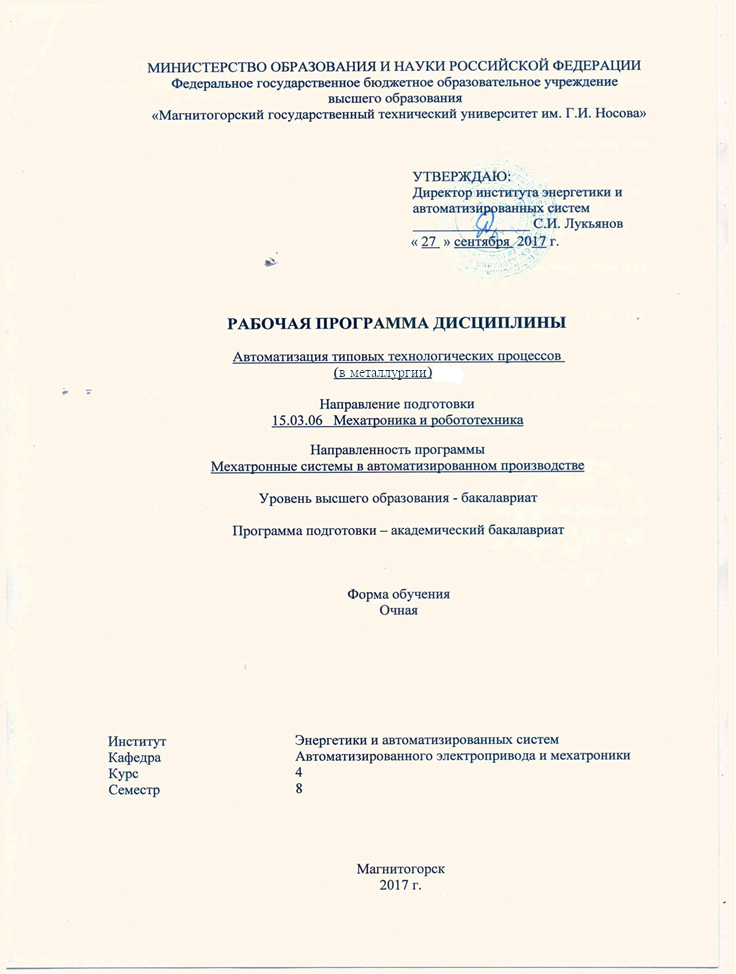 МИНИСТЕРСТВО ОБРАЗОВАНИЯ И НАУКИ РОССИЙСКОЙ ФЕДЕРАЦИИ
Федеральное государственное бюджетное образовательное учреждение
высшего образования
«Магнитогорский государственный технический университет им. Г.И. Носова»
УТВЕРЖДАЮ:
Директор института энергетики и
автоматизированных систем
_________________ С.И. Лукьянов
« 27 » сентября 2017 г.
РАБОЧАЯ ПРОГРАММА ДИСЦИПЛИНЫ
Автоматизация типовых технологических процессов
(в металлургии)
Направление подготовки
15.03.06 Мехатроника и робототехника
Направленность программы
Мехатронные системы в автоматизированном производстве
Уровень высшего образования - бакалавриат
Программа подготовки – академический бакалавриат
Форма обучения
Очная
Институт Энергетики и автоматизированных систем
Кафедра Автоматизированного электропривода и мехатроники
Курс 4
Семестр 8
Магнитогорск
2017 г.